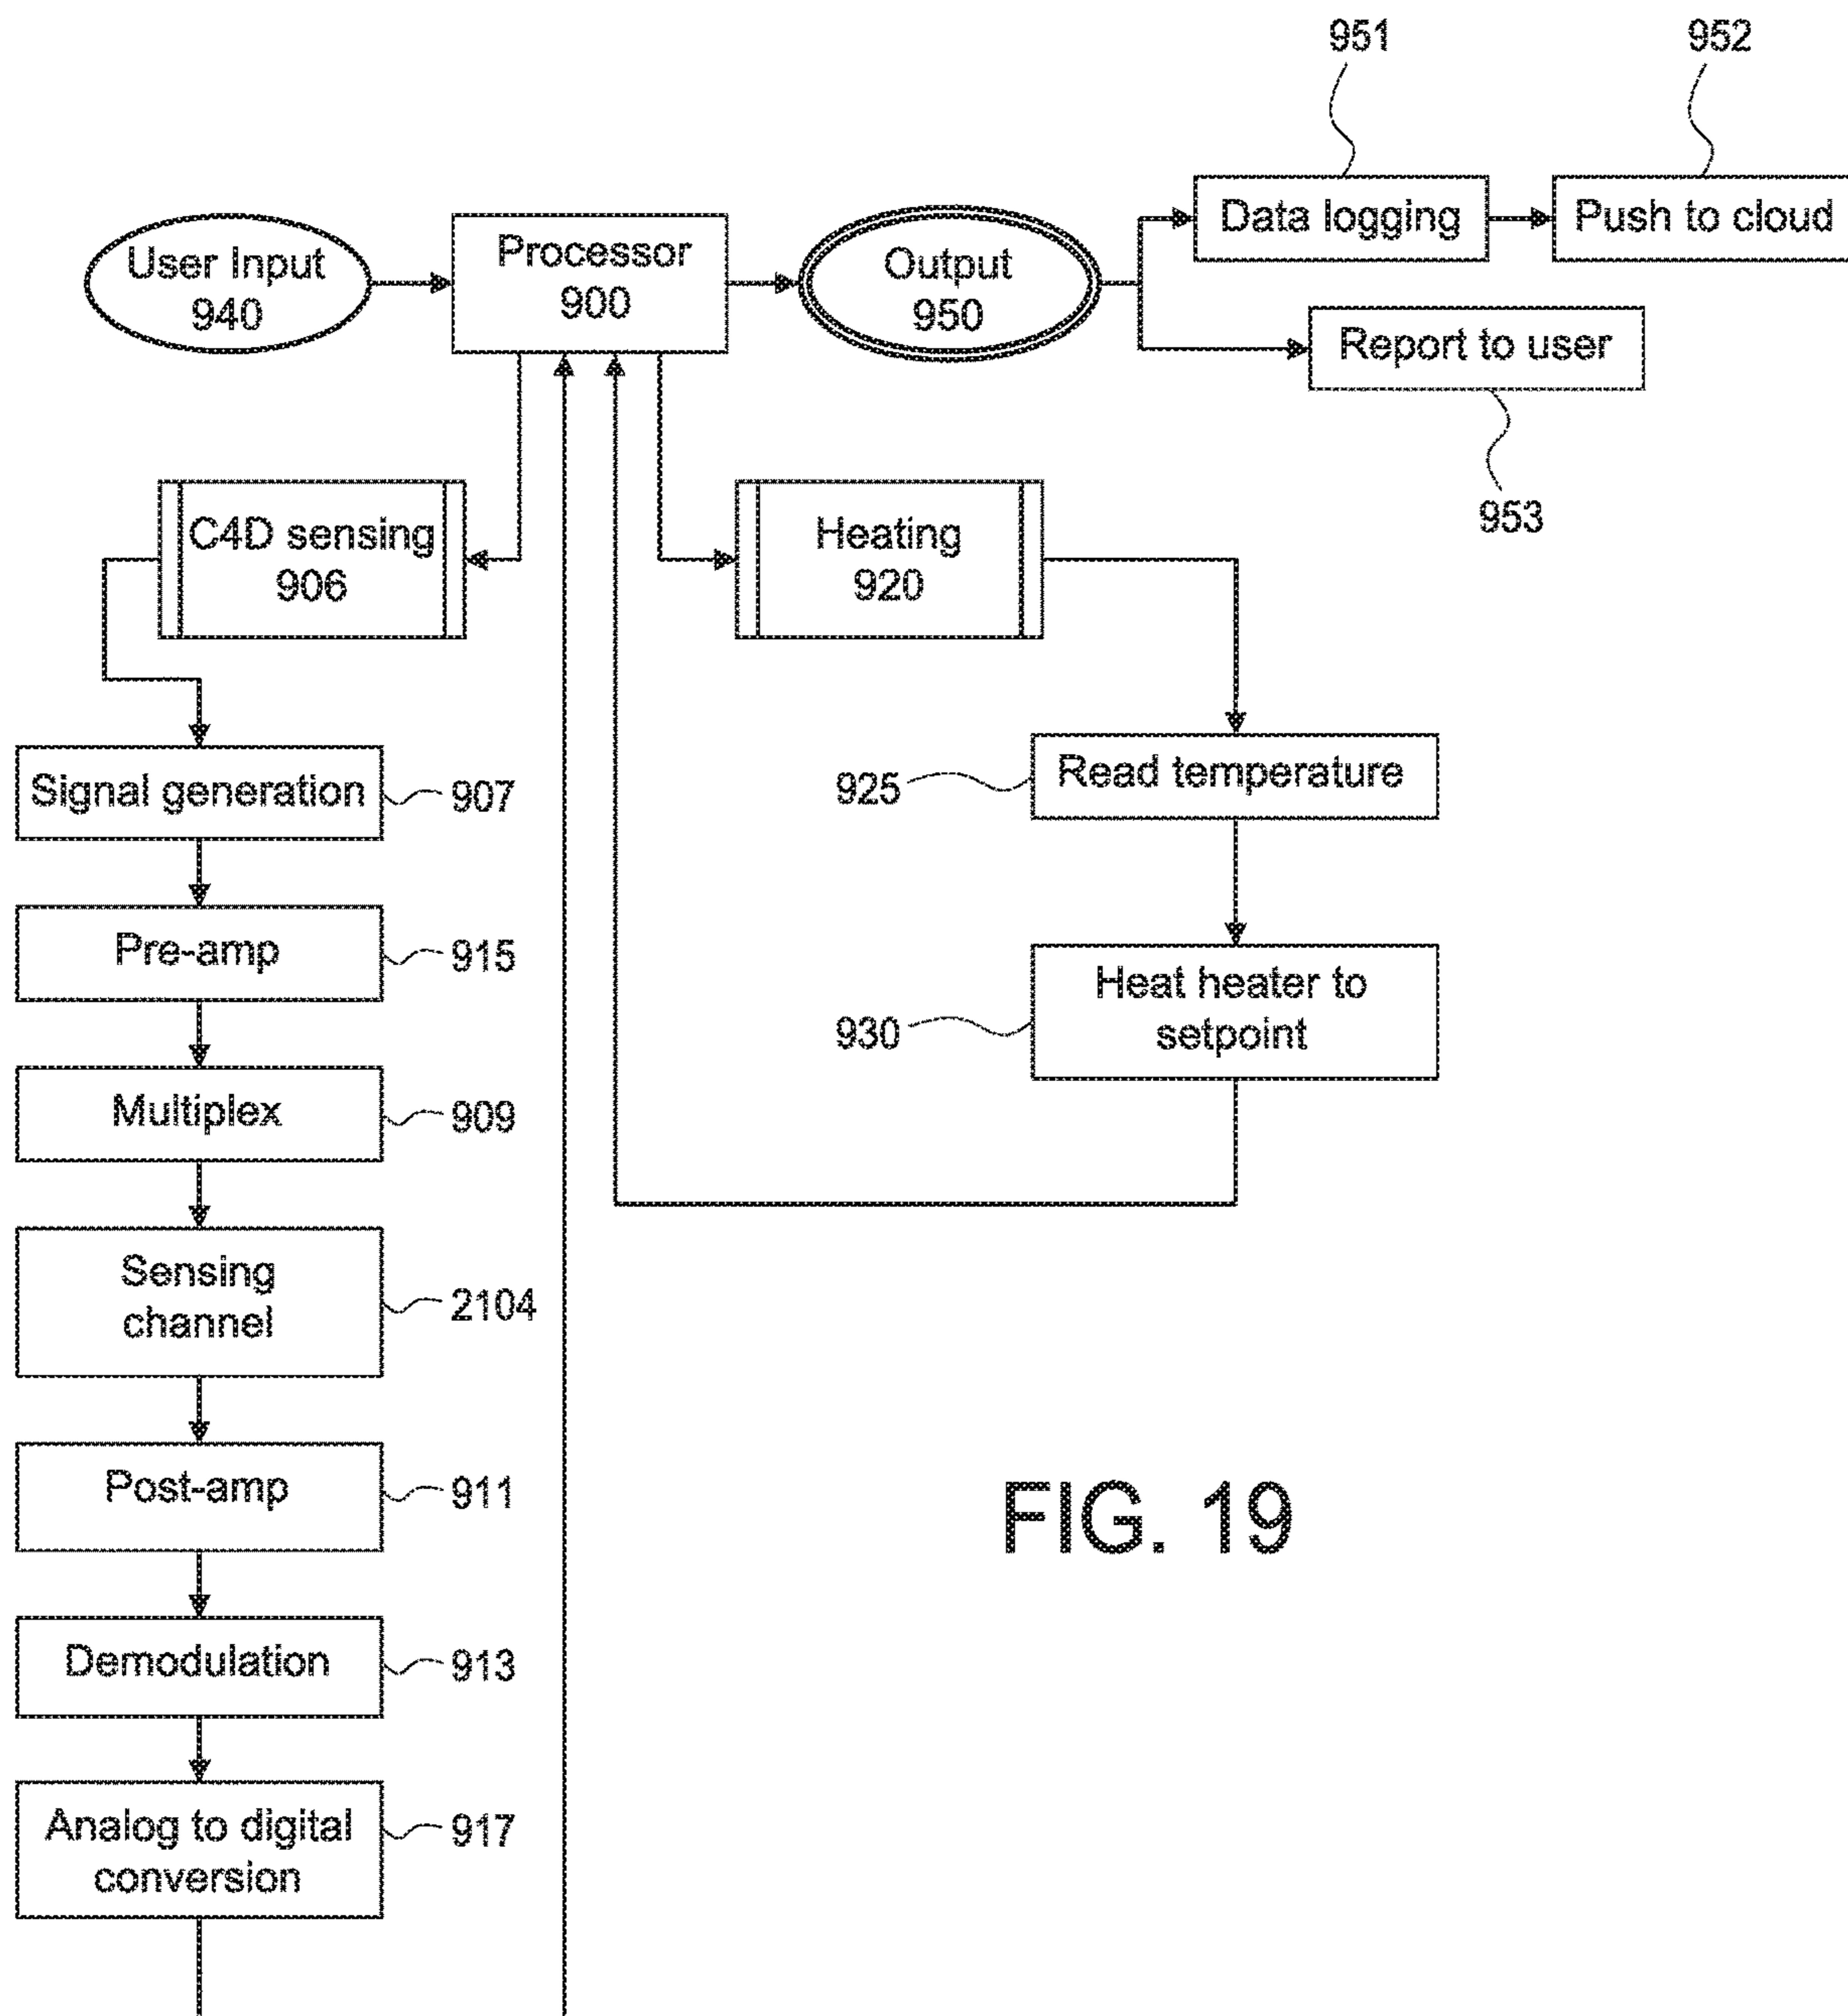 951
952
Data logging
Push to cloud
User Input
940
Processor
900
Output
950
Report to user
953
C4D sensing
906
Heating
920
Signal generation
907
Read temperature
925
Pre-amp
915
Heat heater to
setpoint
930
Multiplex
909
Sensing
channel
2104
Post-amp
911
FIG. 19
Demodulation
913
Analog to digital
conversion
917